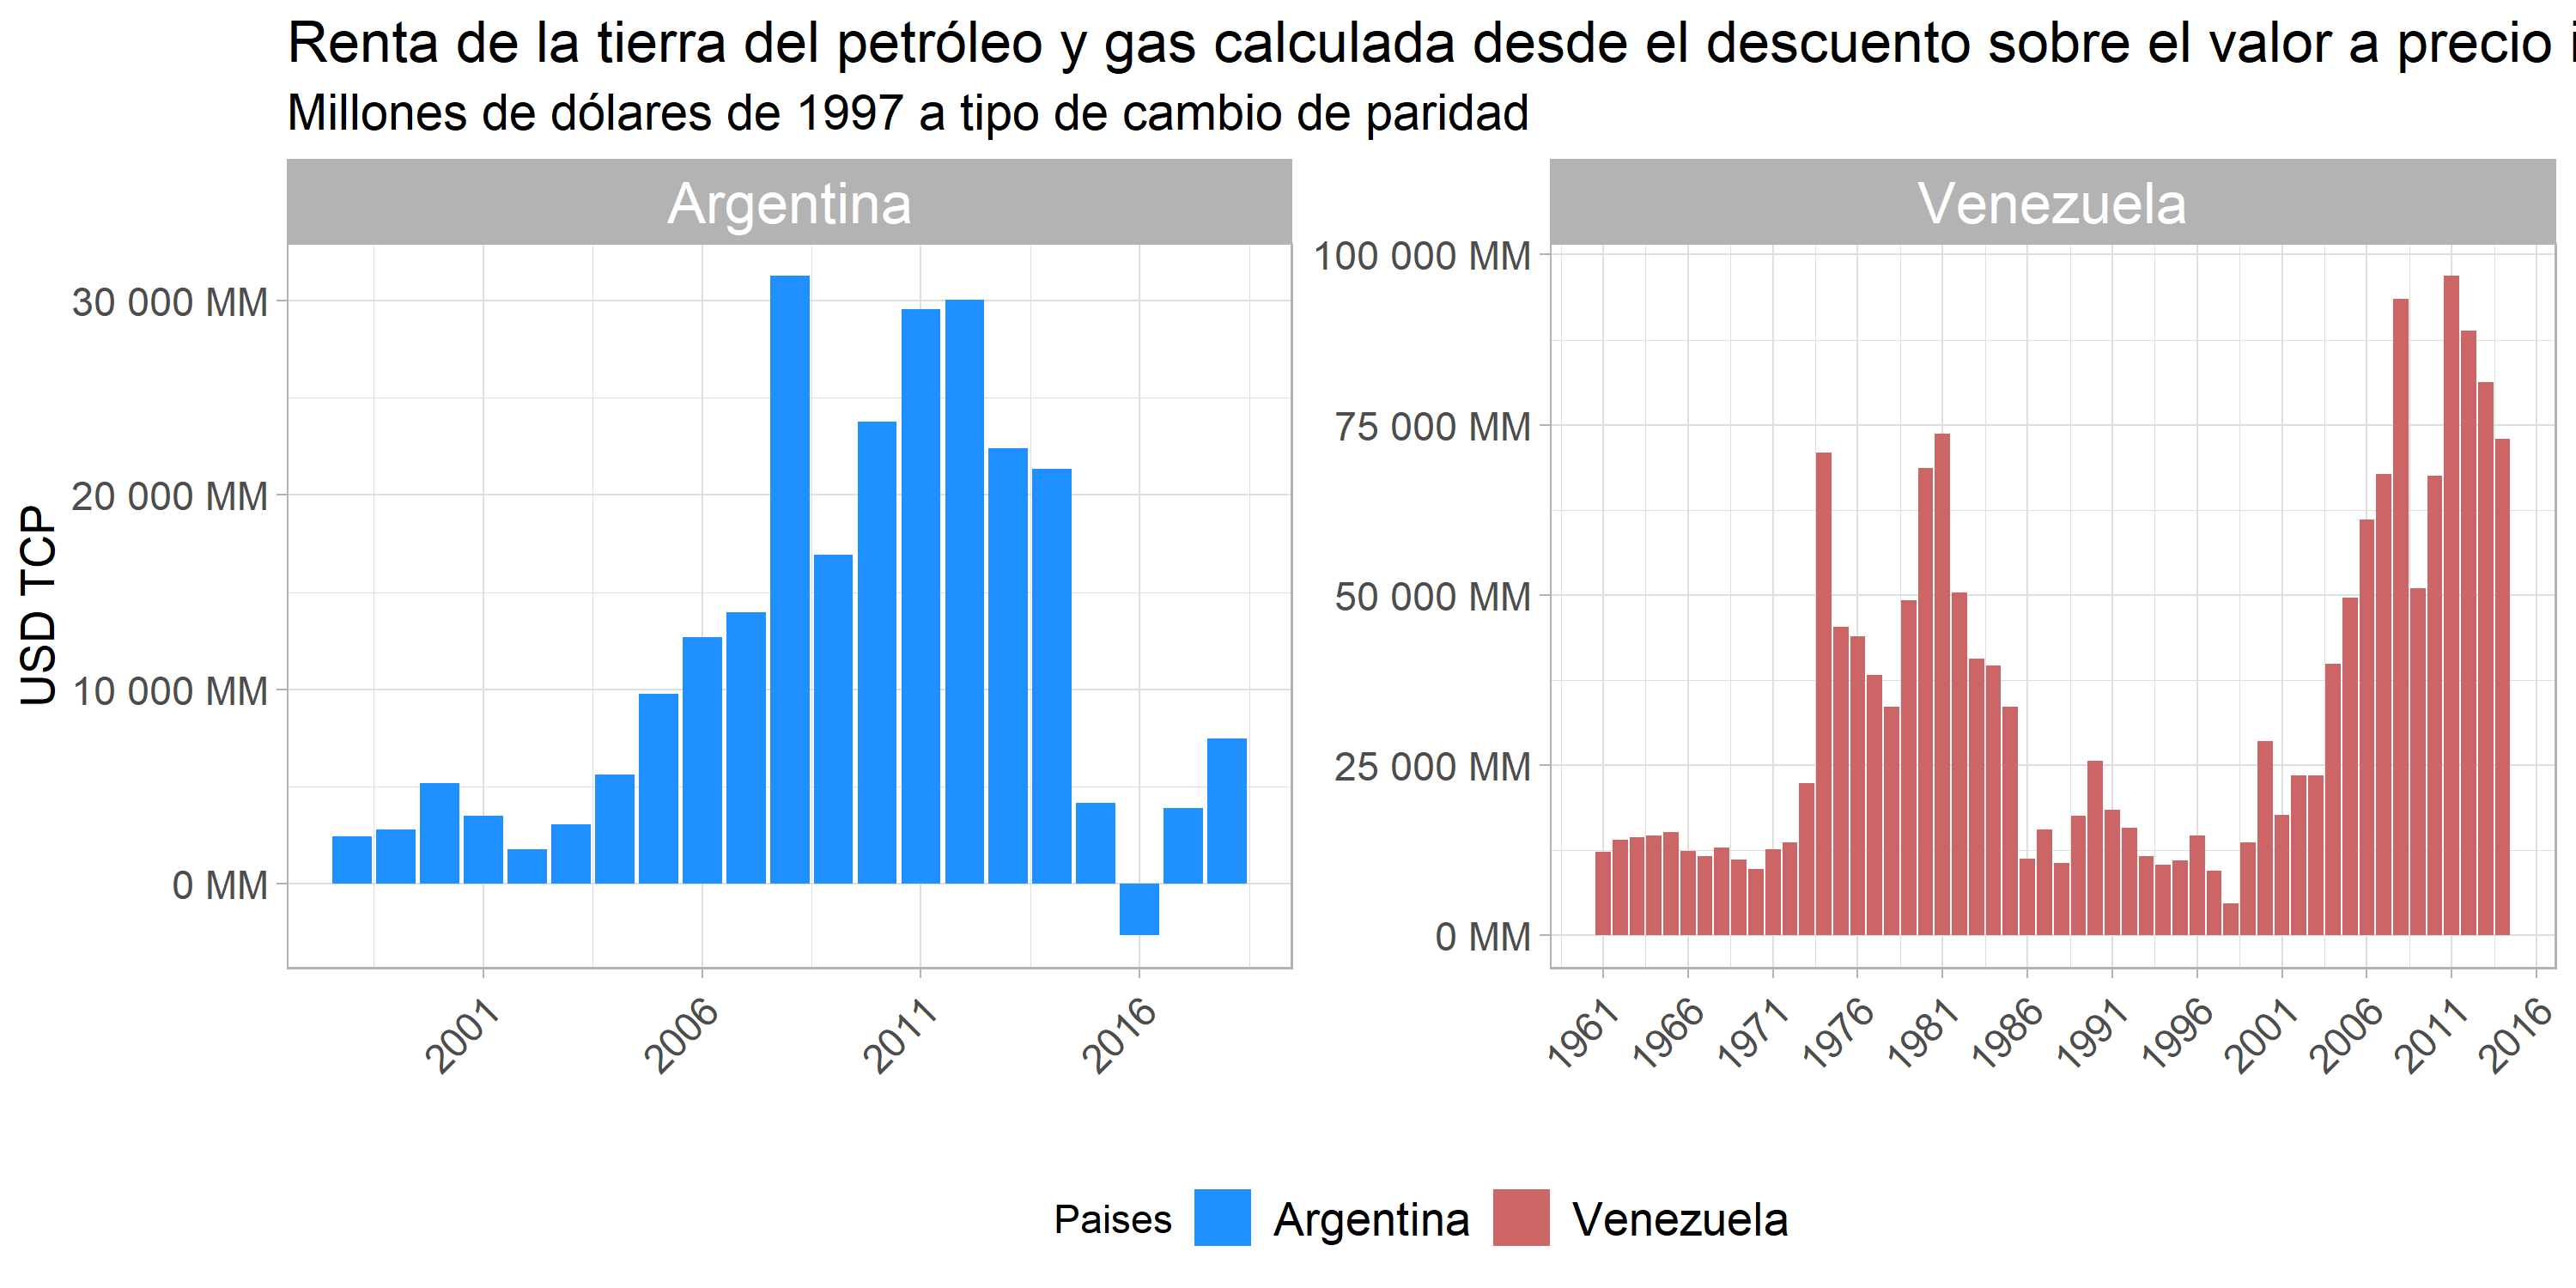 Renta de la tierra del petróleo y gas calculada desde el descuento sobre el valor a precio
Millones de dólares de 1997 a tipo de cambio de paridad
Argentina
Venezuela
USD TCP
30 000 MM
20 000 MM
10 000 MM
0 MM
100 000 MM
75 000 MM
50 000 MM
25 000 MM
0 MM
2001 2006 2011 2016
1961 1966 1971 1976 1981 1986 1991 1996 2001 2006 2011 2016
Paises Argentina Venezuela